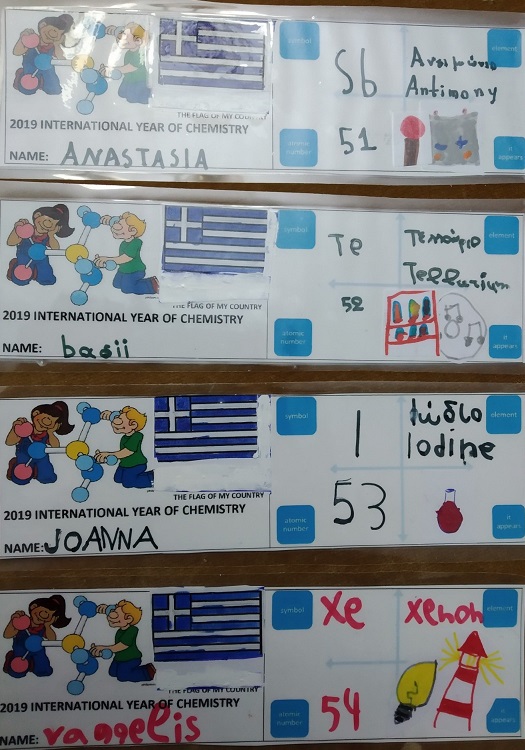 THE FLAG OF MY COUNTRY
2019 INTERNATIONAL YEAR OF CHEMISTRY
NAME: ANASTASIA
symbol
Sb
Αντιμόνιο
Antimony
element
atomic number
51
it appears
THE FLAG OF MY COUNTRY
2019 INTERNATIONAL YEAR OF CHEMISTRY
NAME: basii
symbol
Te
Τελλούριο
Tellurium
element
atomic number
52
it appears
THE FLAG OF MY COUNTRY
2019 INTERNATIONAL YEAR OF CHEMISTRY
NAME: JOANNA
symbol
I
Ιώδιο
Iodine
element
atomic number
53
it appears
THE FLAG OF MY COUNTRY
2019 INTERNATIONAL YEAR OF CHEMISTRY
NAME: vaggelis
symbol
Xe
xenon
element
atomic number
54
it appears